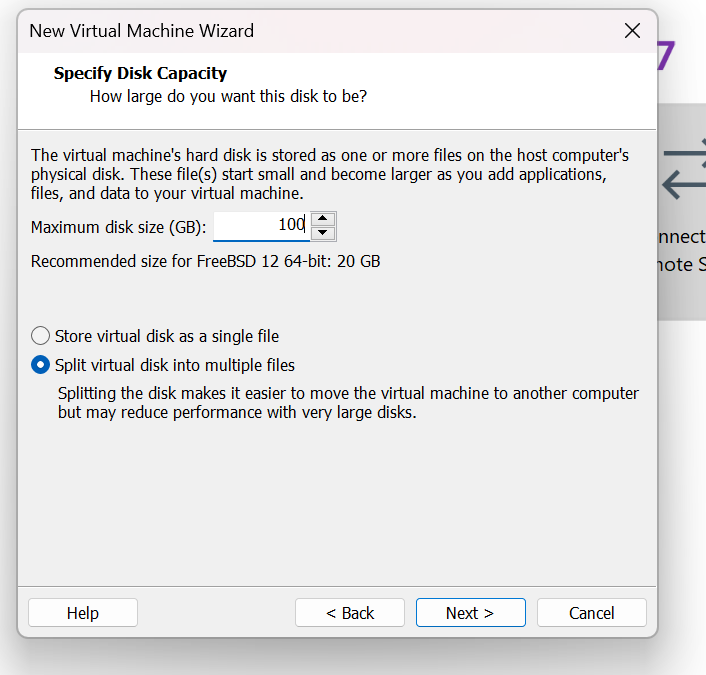 New Virtual Machine Wizard
7
Specify Disk Capacity
How large do you want this disk to be?
The virtual machine's hard disk is stored as one or more files on the host computer's
physical disk. These file(s) start small and become larger as you add applications,
files, and data to your virtual machine.
Maximum disk size (GB): 100
nnect
note S
Recommended size for FreeBSD 12 64-bit: 20 GB
Store virtual disk as a single file
Split virtual disk into multiple files
Splitting the disk makes it easier to move the virtual machine to another computer
but may reduce performance with very large disks.
Help
< Back
Next >
Cancel